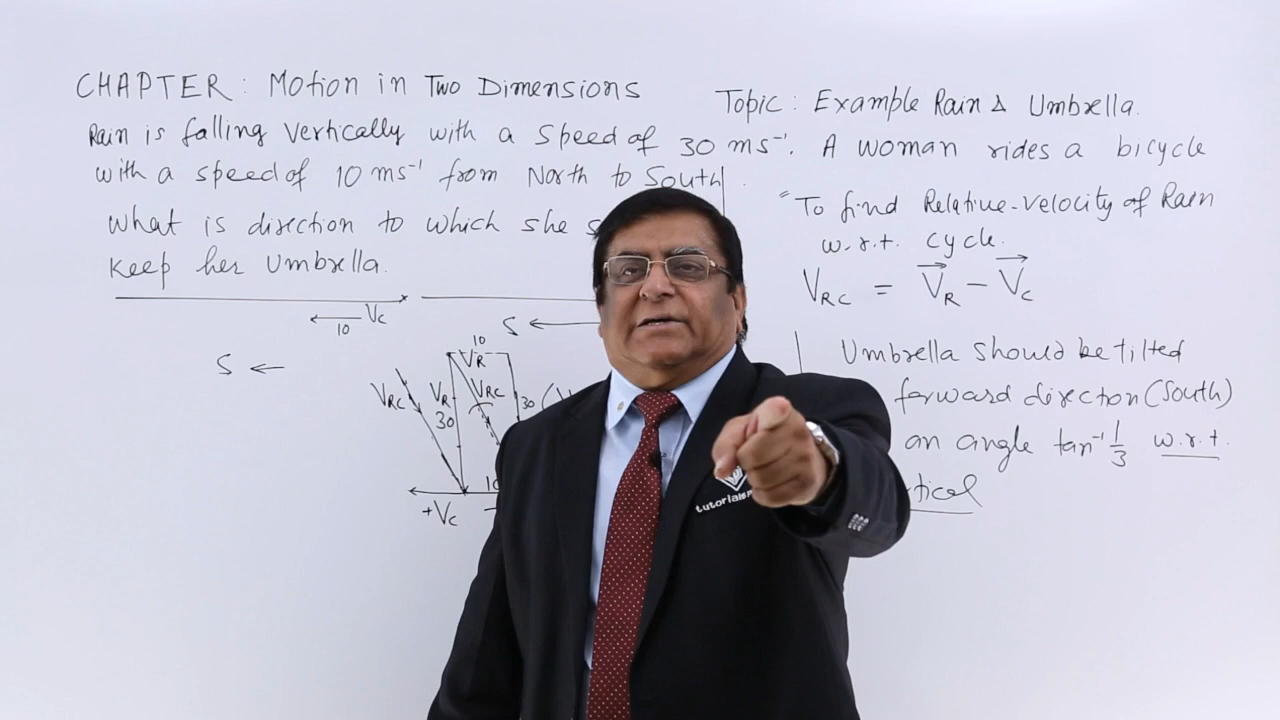 CHAPTER : Motion in Two Dimensions
Topic : Example Rain & Umbrella.
Rain is falling vertically with a speed of 30 ms⁻¹. A woman rides a bicycle
with a speed of 10 ms⁻¹ from North to South.
What is direction to which she s
keep her Umbrella.
"To find Relative-velocity of Rain
w.r.t. cycle.
V_RC = V⃗_R − V⃗_C
V_C
10
S ←
S ←
10
V_R
V_RC
V_R
30
V_RC
30
10
+V_C
Umbrella should be tilted
forward direction (South)
an angle tan⁻¹ 1/3 w.r.t.
tical
tutorials